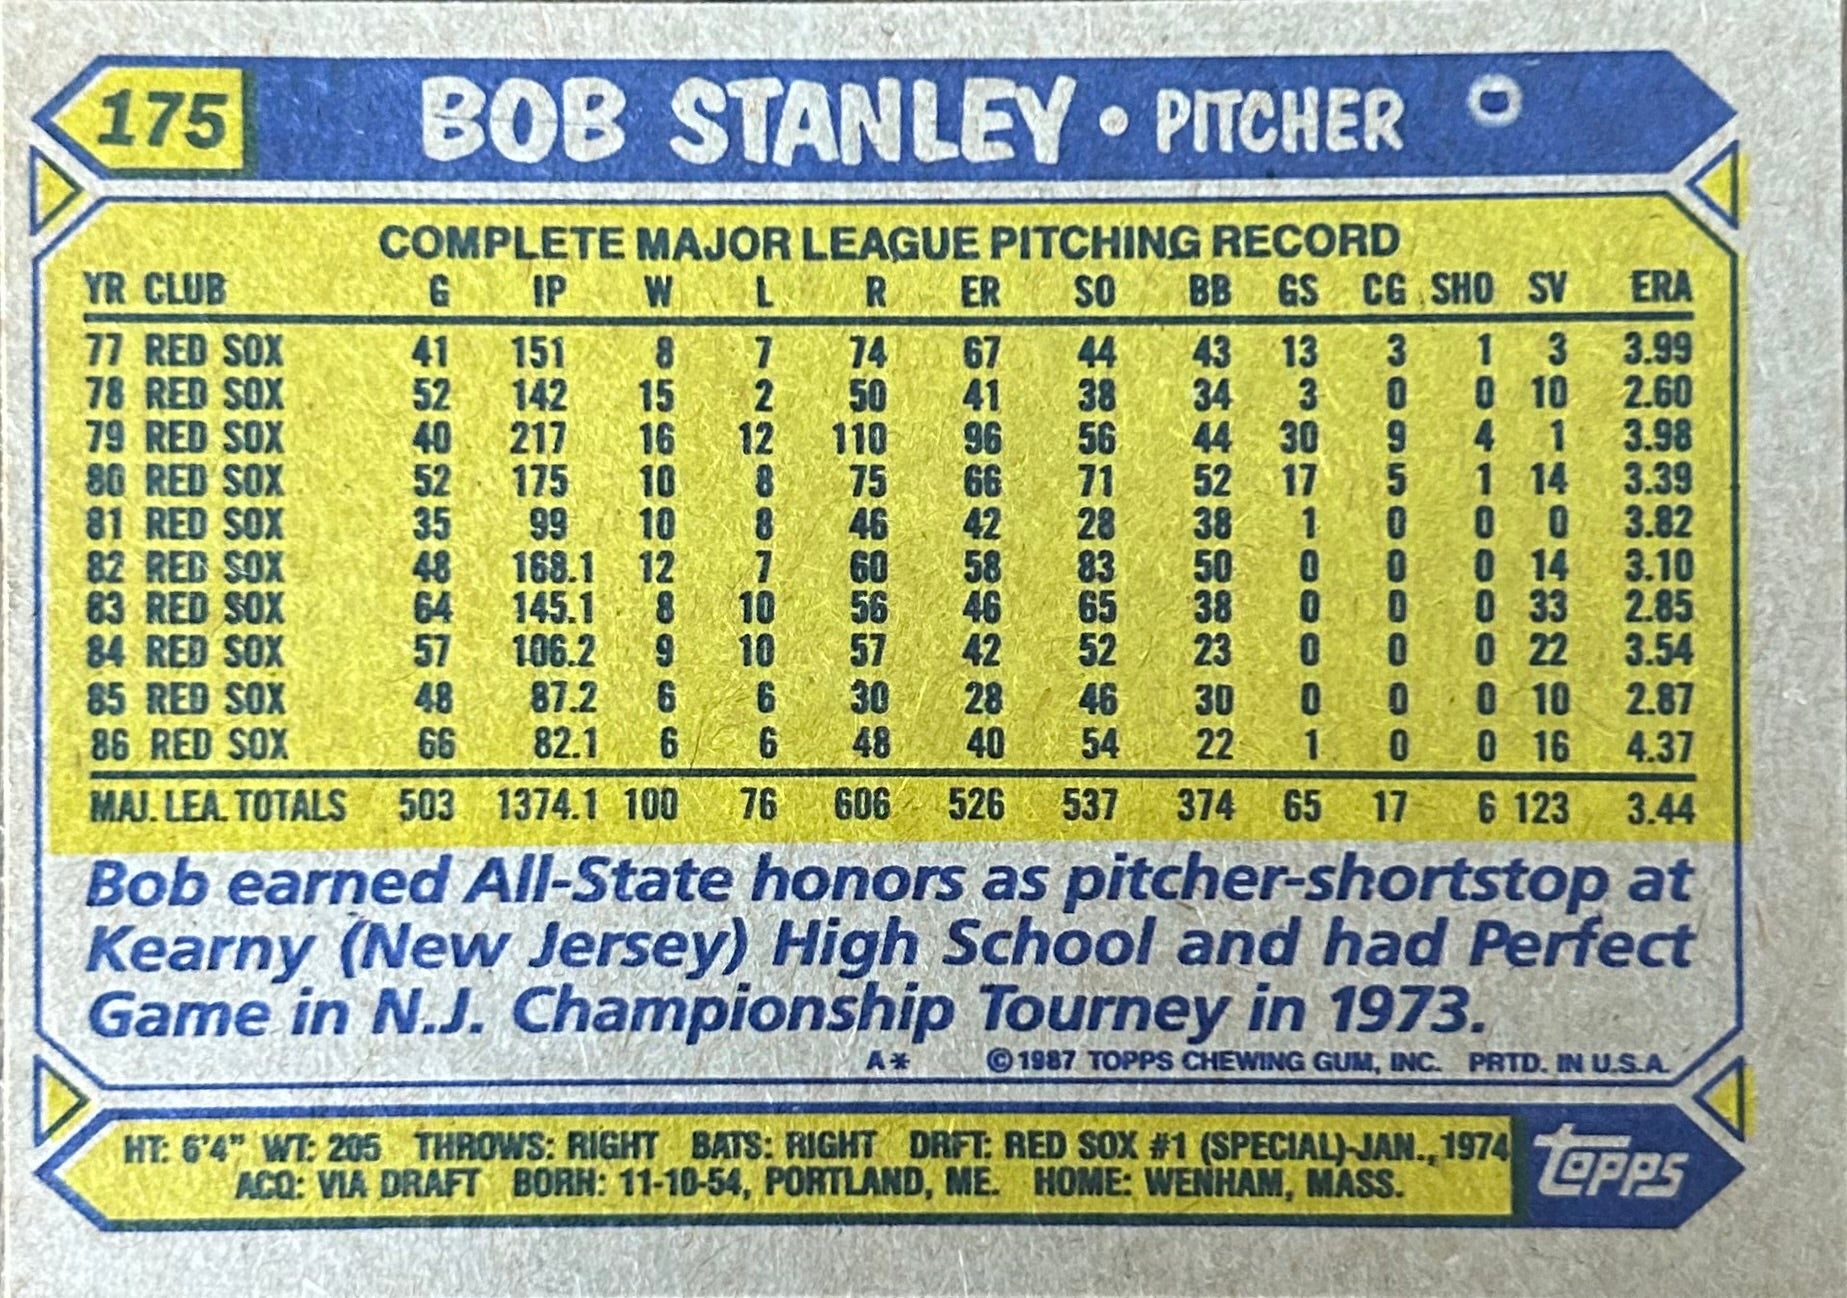 175 BOB STANLEY • PITCHER
COMPLETE MAJOR LEAGUE PITCHING RECORD
YR CLUB G IP W L R ER SO BB GS CG SHO SV ERA
77 RED SOX 41 151 8 7 74 67 44 43 13 3 1 3 3.99
78 RED SOX 52 142 15 2 50 41 38 34 3 0 0 10 2.60
79 RED SOX 40 217 16 12 110 96 56 44 30 9 4 1 3.98
80 RED SOX 52 175 10 8 75 66 71 52 17 5 1 14 3.39
81 RED SOX 35 99 10 8 46 42 28 38 1 0 0 0 3.82
82 RED SOX 48 168.1 12 7 60 58 83 50 0 0 0 14 3.10
83 RED SOX 64 145.1 8 10 56 46 65 38 0 0 0 33 2.85
84 RED SOX 57 106.2 9 10 57 42 52 23 0 0 0 22 3.54
85 RED SOX 48 87.2 6 6 30 28 46 30 0 0 0 10 2.87
86 RED SOX 66 82.1 6 6 48 40 54 22 1 0 0 16 4.37
MAJ. LEA. TOTALS 503 1374.1 100 76 606 526 537 374 65 17 6 123 3.44
Bob earned All-State honors as pitcher-shortstop at
Kearny (New Jersey) High School and had Perfect
Game in N.J. Championship Tourney in 1973.
A* ©1987 TOPPS CHEWING GUM, INC. PRTD. IN U.S.A.
HT: 6'4" WT: 205 THROWS: RIGHT BATS: RIGHT DRFT: RED SOX #1 (SPECIAL)-JAN., 1974
ACQ: VIA DRAFT BORN: 11-10-54, PORTLAND, ME. HOME: WENHAM, MASS.
Topps